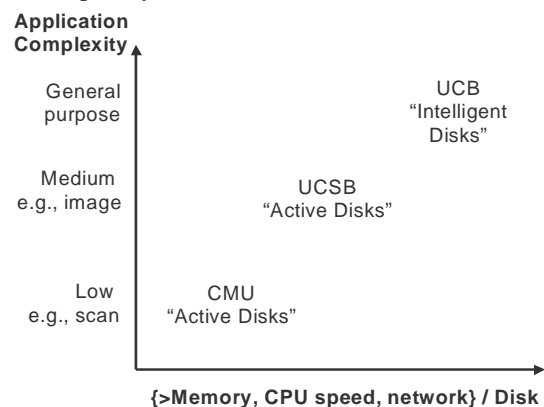 Application
Complexity
General
purpose
UCB
“Intelligent
Disks”
Medium
e.g., image
UCSB
“Active Disks”
Low
e.g., scan
CMU
“Active Disks”
{>Memory, CPU speed, network} / Disk